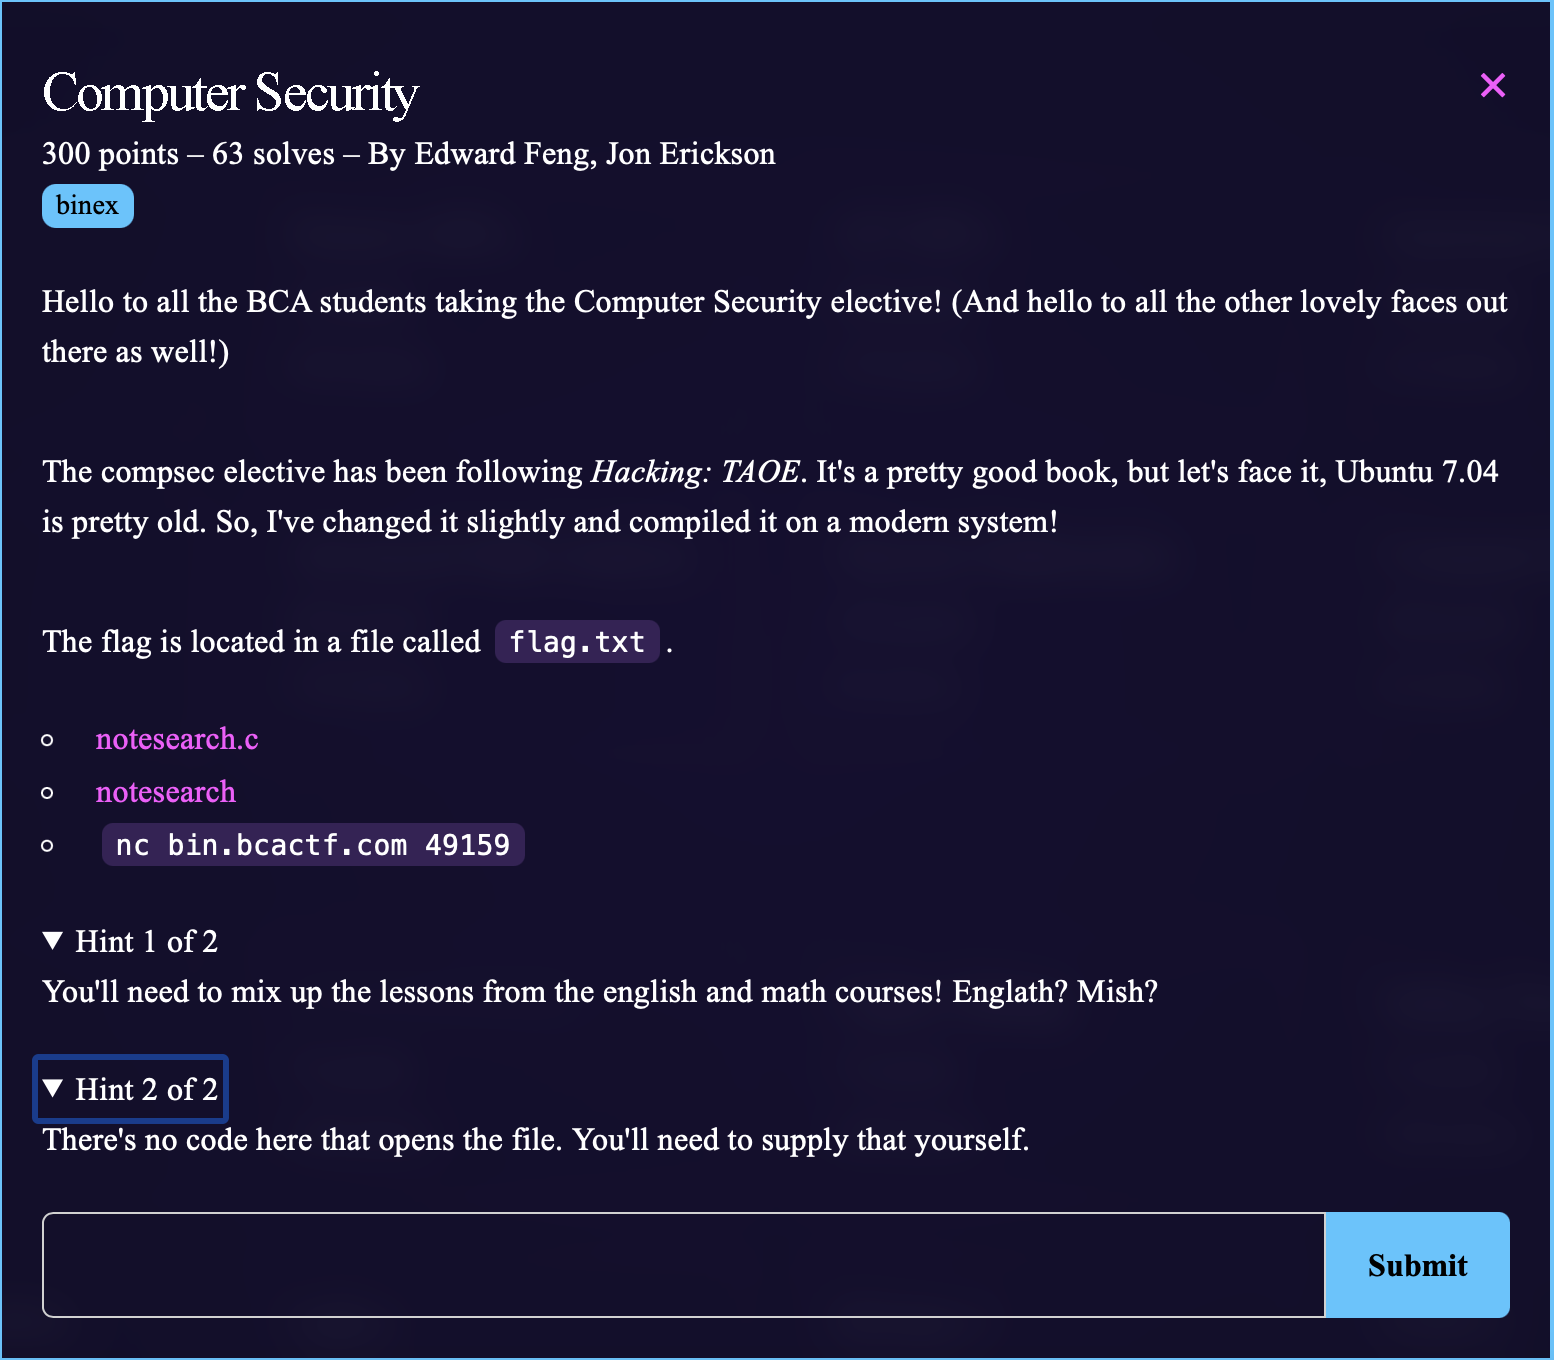 Computer Security
300 points – 63 solves – By Edward Feng, Jon Erickson
binex
Hello to all the BCA students taking the Computer Security elective! (And hello to all the other lovely faces out
there as well!)
The compsec elective has been following Hacking: TAOE. It's a pretty good book, but let's face it, Ubuntu 7.04
is pretty old. So, I've changed it slightly and compiled it on a modern system!
The flag is located in a file called flag.txt.
notesearch.c
notesearch
nc bin.bcactf.com 49159
Hint 1 of 2
You'll need to mix up the lessons from the english and math courses! Englath? Mish?
Hint 2 of 2
There's no code here that opens the file. You'll need to supply that yourself.
Submit